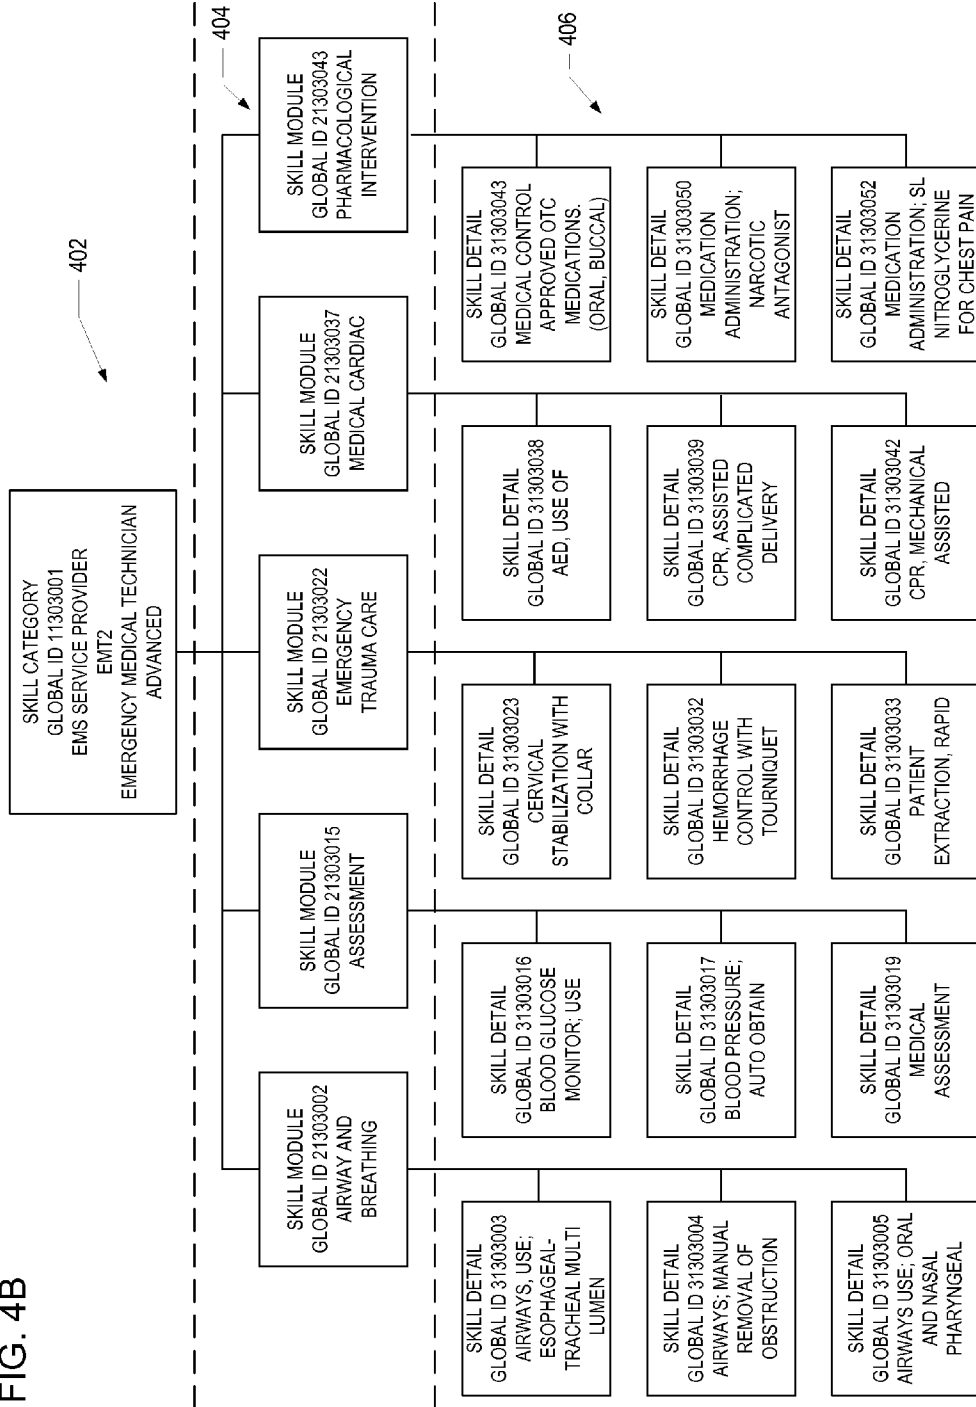 FIG. 4B
SKILL CATEGORY
GLOBAL ID 11303001
EMS SERVICE PROVIDER
EMT2
EMERGENCY MEDICAL TECHNICIAN
ADVANCED
402
404
SKILL MODULE
GLOBAL ID 21303002
AIRWAY AND
BREATHING
SKILL MODULE
GLOBAL ID 21303015
ASSESSMENT
SKILL MODULE
GLOBAL ID 21303022
EMERGENCY
TRAUMA CARE
SKILL MODULE
GLOBAL ID 21303037
MEDICAL CARDIAC
SKILL MODULE
GLOBAL ID 21303043
PHARMACOLOGICAL
INTERVENTION
406
SKILL DETAIL
GLOBAL ID 31303003
AIRWAYS, USE;
ESOPHAGEAL-
TRACHEAL MULTI
LUMEN
SKILL DETAIL
GLOBAL ID 31303016
BLOOD GLUCOSE
MONITOR; USE
SKILL DETAIL
GLOBAL ID 31303023
CERVICAL
STABILIZATION WITH
COLLAR
SKILL DETAIL
GLOBAL ID 31303038
AED, USE OF
SKILL DETAIL
GLOBAL ID 31303043
MEDICAL CONTROL
APPROVED OTC
MEDICATIONS.
(ORAL, BUCCAL)
SKILL DETAIL
GLOBAL ID 31303004
AIRWAYS; MANUAL
REMOVAL OF
OBSTRUCTION
SKILL DETAIL
GLOBAL ID 31303017
BLOOD PRESSURE;
AUTO OBTAIN
SKILL DETAIL
GLOBAL ID 31303032
HEMORRHAGE
CONTROL WITH
TOURNIQUET
SKILL DETAIL
GLOBAL ID 31303039
CPR, ASSISTED
COMPLICATED
DELIVERY
SKILL DETAIL
GLOBAL ID 31303050
MEDICATION
ADMINISTRATION;
NARCOTIC
ANTAGONIST
SKILL DETAIL
GLOBAL ID 31303005
AIRWAYS USE; ORAL
AND NASAL
PHARYNGEAL
SKILL DETAIL
GLOBAL ID 31303019
MEDICAL
ASSESSMENT
SKILL DETAIL
GLOBAL ID 31303033
PATIENT
EXTRACTION, RAPID
SKILL DETAIL
GLOBAL ID 31303042
CPR, MECHANICAL
ASSISTED
SKILL DETAIL
GLOBAL ID 31303052
MEDICATION
ADMINISTRATION; SL
NITROGLYCERINE
FOR CHEST PAIN